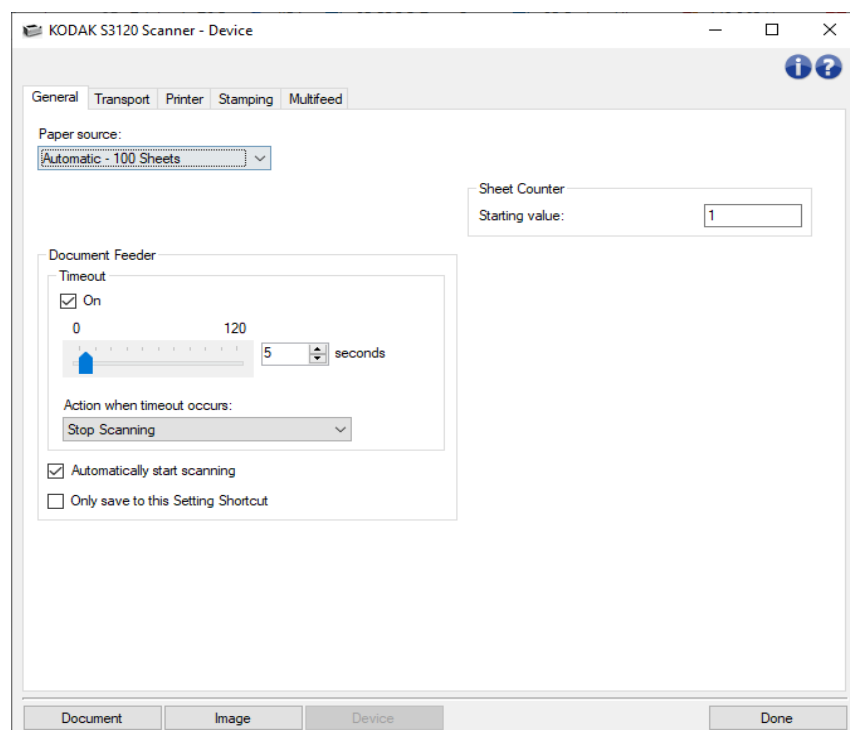 KODAK S3120 Scanner - Device
General Transport Printer Stamping Multifeed
Paper source:
Automatic - 100 Sheets
Sheet Counter
Starting value: 1
Document Feeder
Timeout
On
0 120
5 seconds
Action when timeout occurs:
Stop Scanning
Automatically start scanning
Only save to this Setting Shortcut
Document Image Device Done